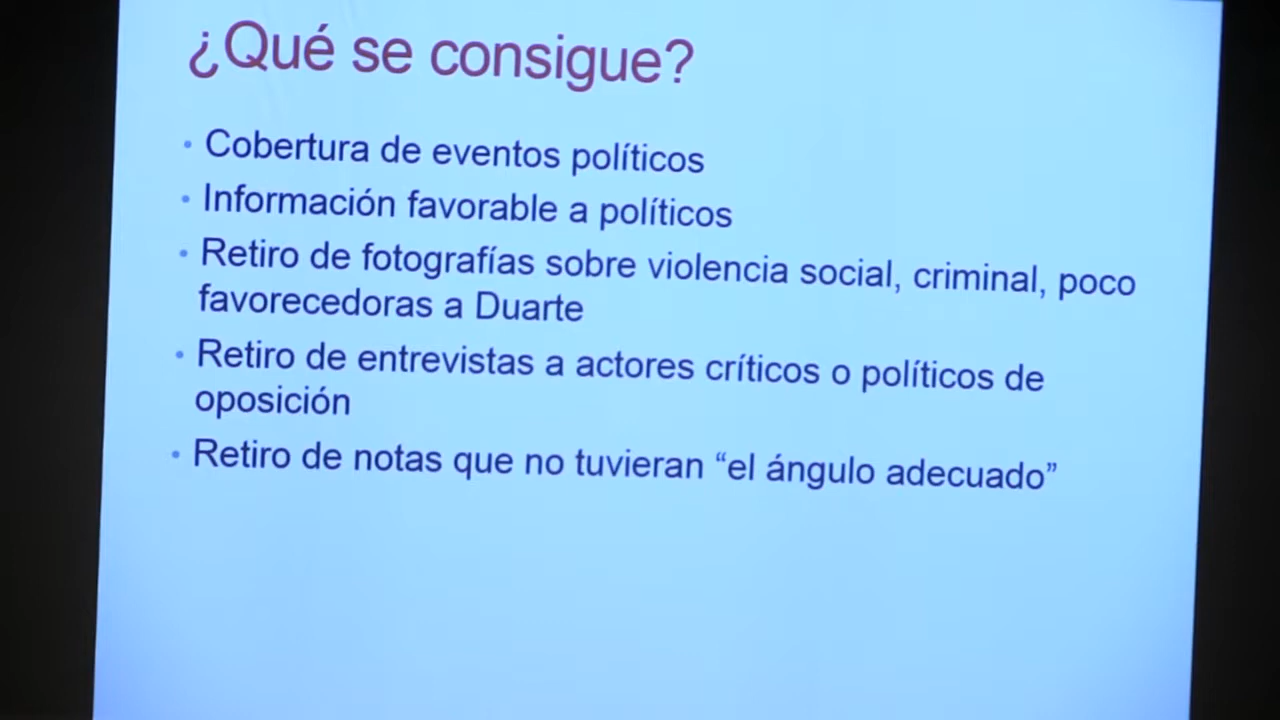 ¿Qué se consigue?
• Cobertura de eventos políticos
• Información favorable a políticos
• Retiro de fotografías sobre violencia social, criminal, poco
favorecedoras a Duarte
• Retiro de entrevistas a actores críticos o políticos de
oposición
• Retiro de notas que no tuvieran “el ángulo adecuado”